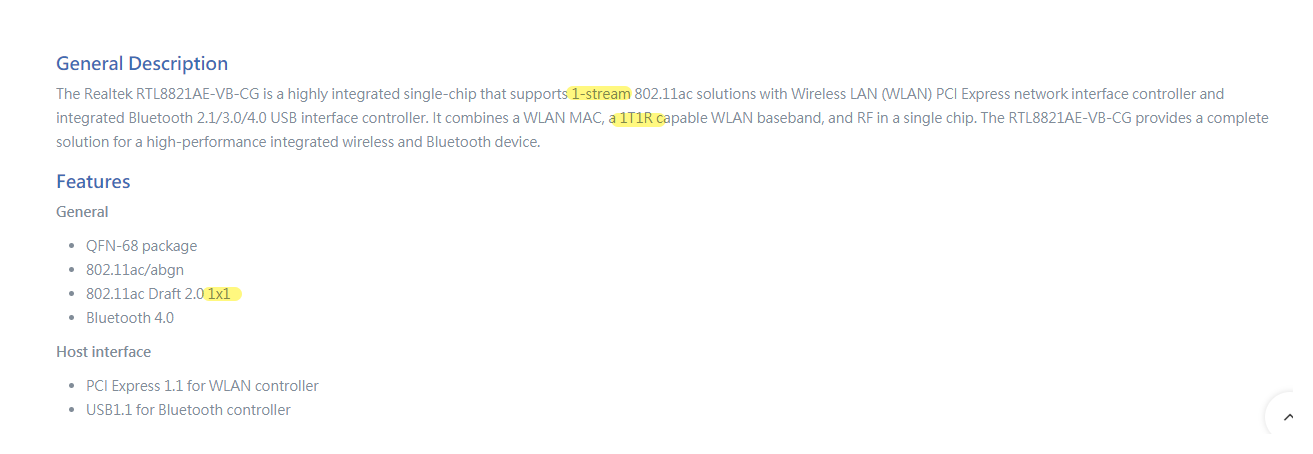 General Description
The Realtek RTL8821AE-VB-CG is a highly integrated single-chip that supports 1-stream 802.11ac solutions with Wireless LAN (WLAN) PCI Express network interface controller and
integrated Bluetooth 2.1/3.0/4.0 USB interface controller. It combines a WLAN MAC, a 1T1R capable WLAN baseband, and RF in a single chip. The RTL8821AE-VB-CG provides a complete
solution for a high-performance integrated wireless and Bluetooth device.
Features
General
• QFN-68 package
• 802.11ac/abgn
• 802.11ac Draft 2.0 1x1
• Bluetooth 4.0
Host interface
• PCI Express 1.1 for WLAN controller
• USB1.1 for Bluetooth controller